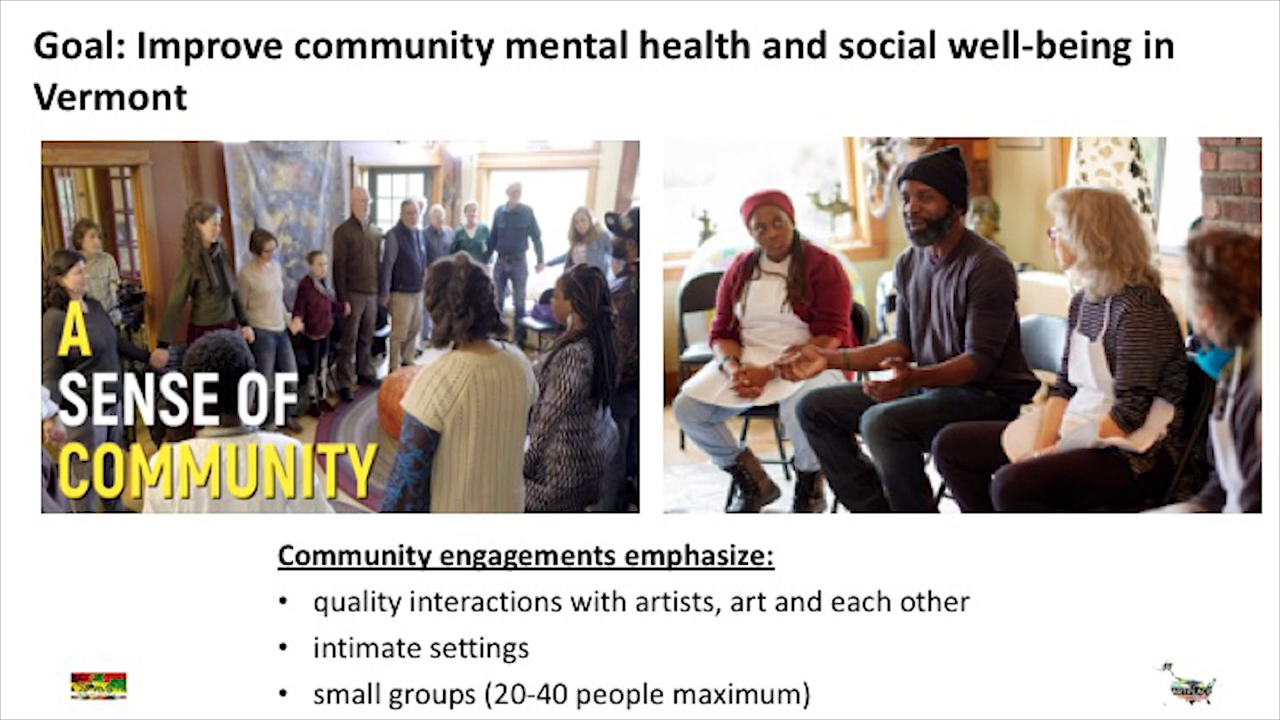 Goal: Improve community mental health and social well-being in
Vermont
A
SENSE OF
COMMUNITY
Community engagements emphasize:
• quality interactions with artists, art and each other
• intimate settings
• small groups (20-40 people maximum)
ARTPLACE